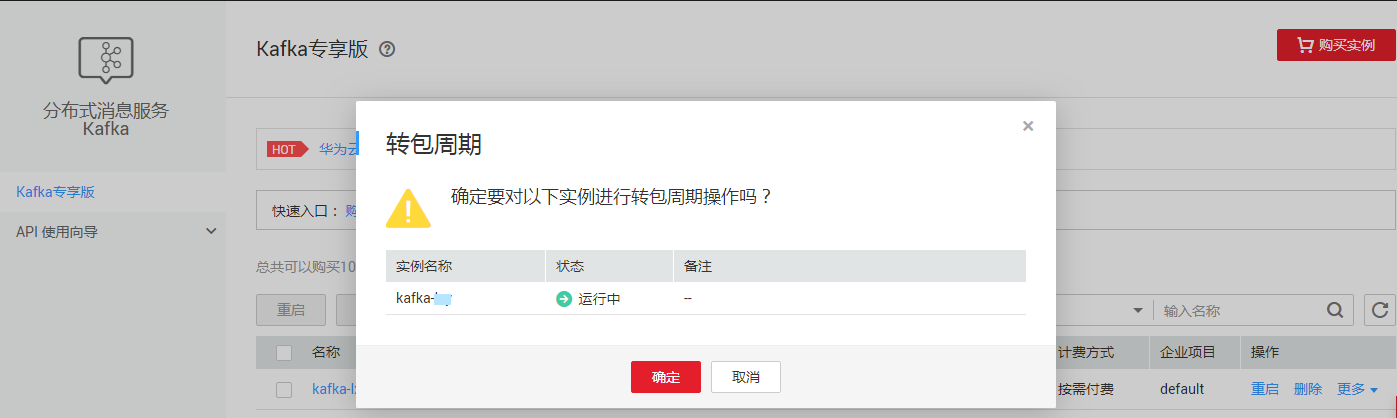 Kafka专享版
购买实例
分布式消息服务
Kafka
Kafka专享版
API 使用向导
HOT 华为云
快速入口：购
总共可以购买10
重启
输入名称
名称 计费方式 企业项目 操作
按需付费 default 重启 删除 更多
转包周期
确定要对以下实例进行转包周期操作吗？
实例名称 状态 备注
kafka- 运行中 --
确定 取消